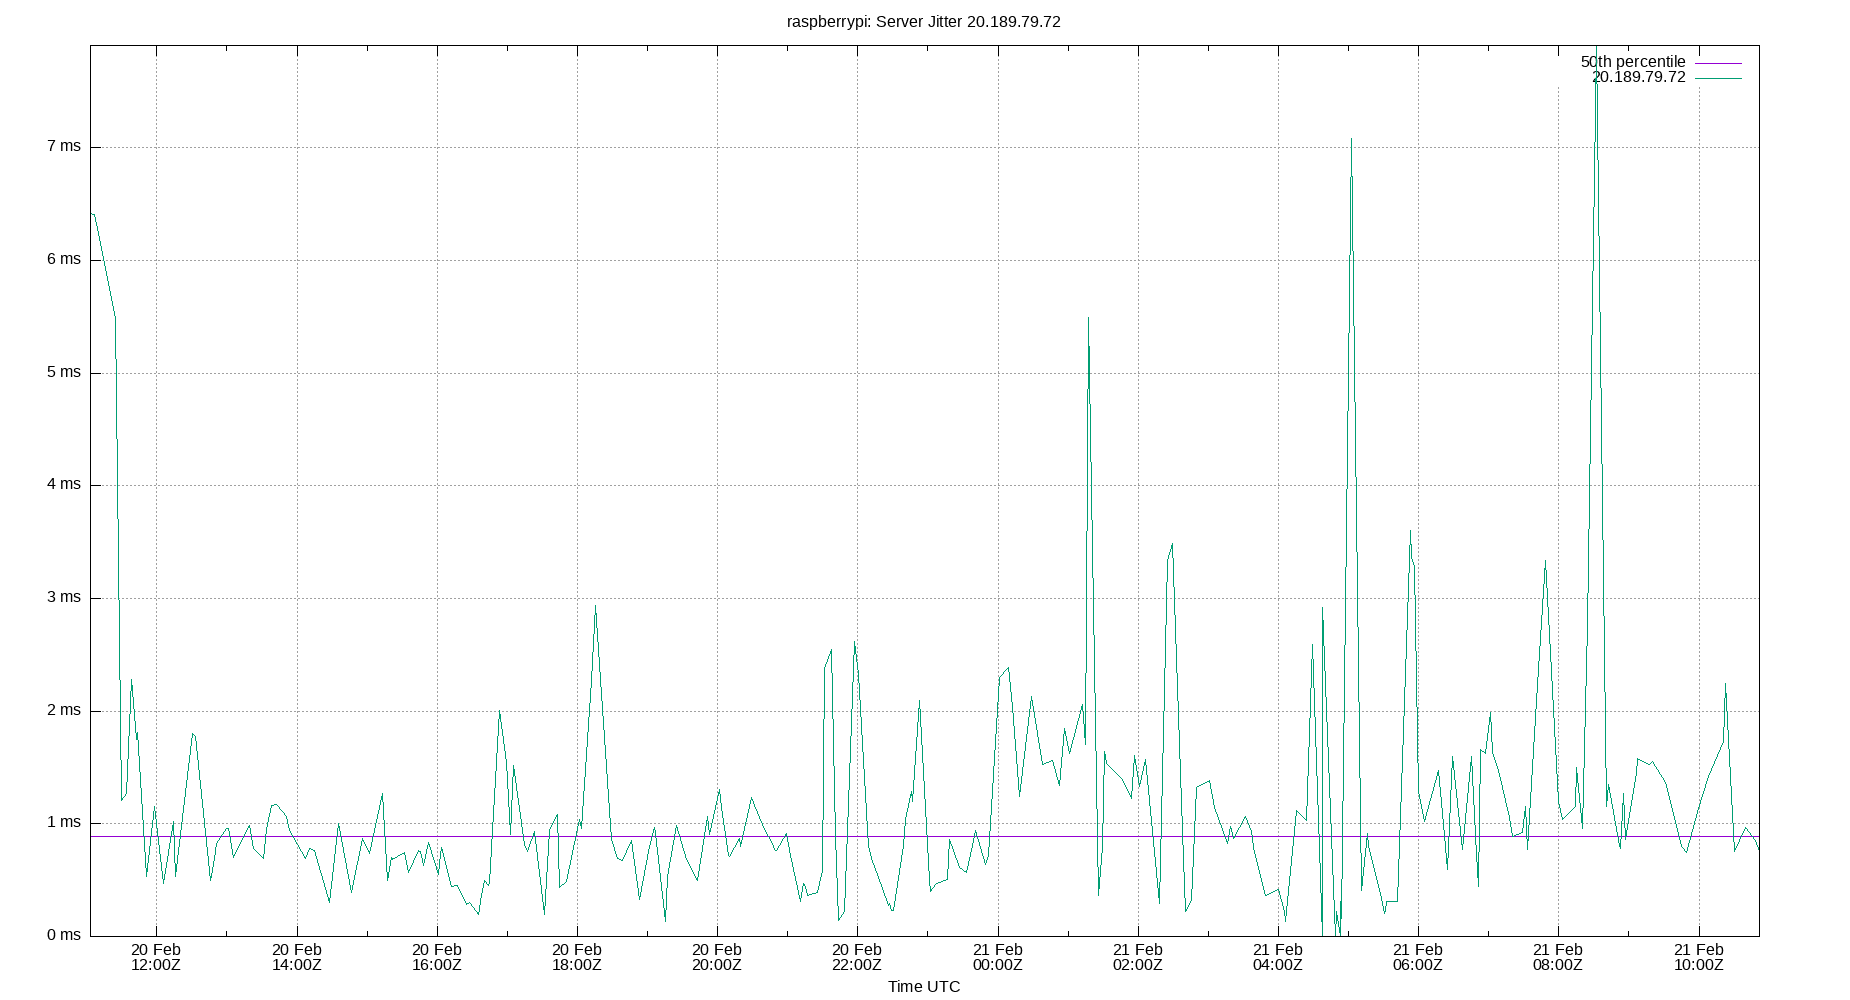 raspberrypi: Server Jitter 20.189.79.72
50th percentile
20.189.79.72
7 ms
6 ms
5 ms
4 ms
3 ms
2 ms
1 ms
0 ms
20 Feb 20 Feb 20 Feb 20 Feb 20 Feb 20 Feb 21 Feb 21 Feb 21 Feb 21 Feb 21 Feb 21 Feb
12:00Z 14:00Z 16:00Z 18:00Z 20:00Z 22:00Z 00:00Z 02:00Z 04:00Z 06:00Z 08:00Z 10:00Z
Time UTC